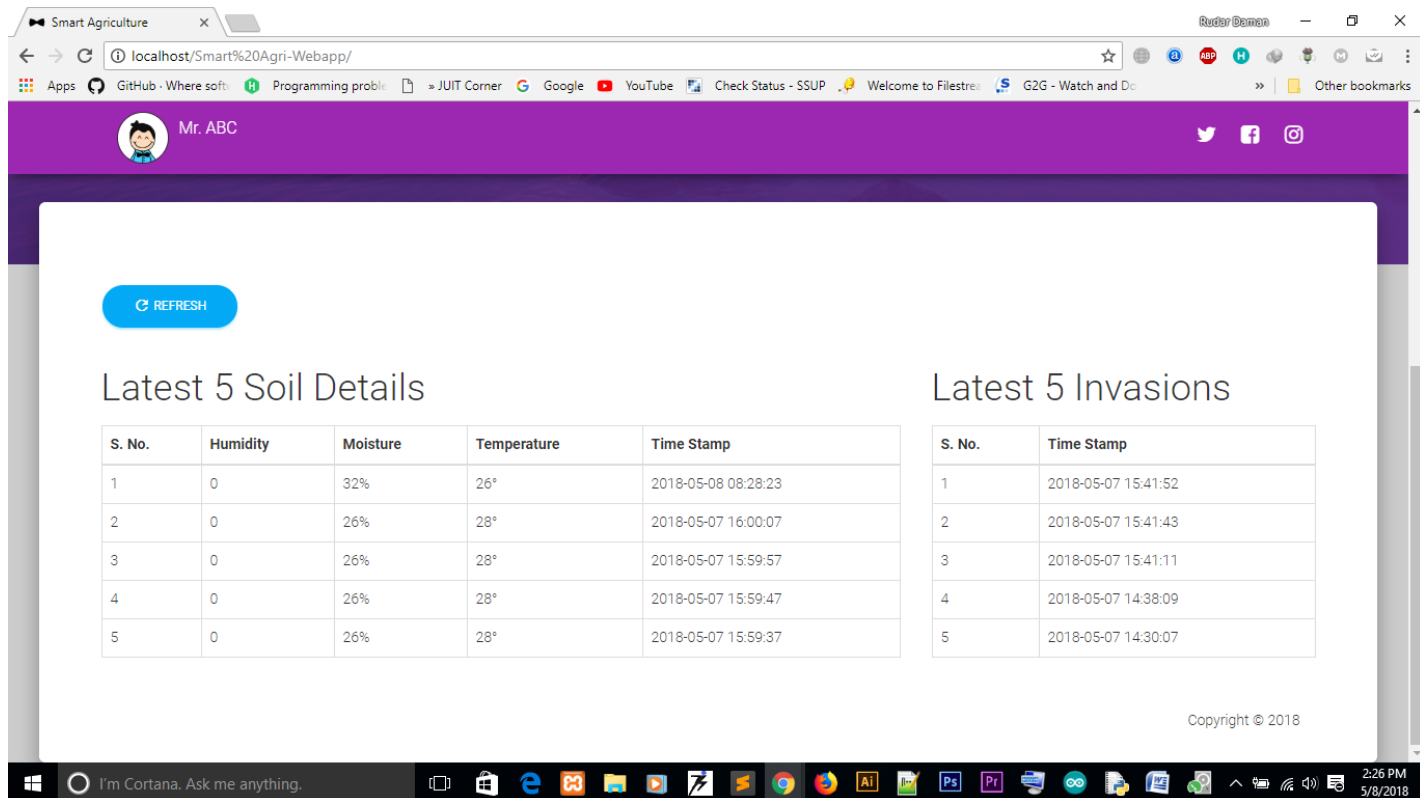 Smart Agriculture
Rudar Daman
localhost/Smart%20Agri-Webapp/
Apps GitHub · Where soft Programming proble » JUIT Corner Google YouTube Check Status - SSUP Welcome to Filestrea G2G - Watch and Do » Other bookmarks
Mr. ABC
REFRESH
Latest 5 Soil Details
S. No. Humidity Moisture Temperature Time Stamp
1 0 32% 26° 2018-05-08 08:28:23
2 0 26% 28° 2018-05-07 16:00:07
3 0 26% 28° 2018-05-07 15:59:57
4 0 26% 28° 2018-05-07 15:59:47
5 0 26% 28° 2018-05-07 15:59:37
Latest 5 Invasions
S. No. Time Stamp
1 2018-05-07 15:41:52
2 2018-05-07 15:41:43
3 2018-05-07 15:41:11
4 2018-05-07 14:38:09
5 2018-05-07 14:30:07
Copyright © 2018
I'm Cortana. Ask me anything.
Ai
Ps
Pr
2:26 PM
5/8/2018